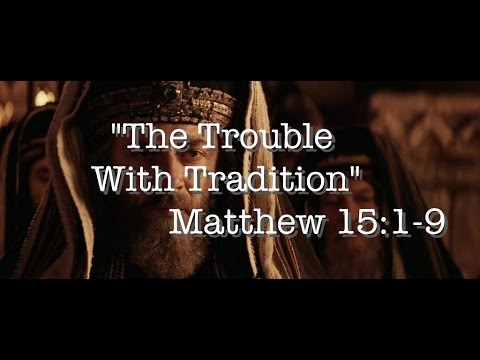 "The Trouble
With Tradition"
Matthew 15:1-9